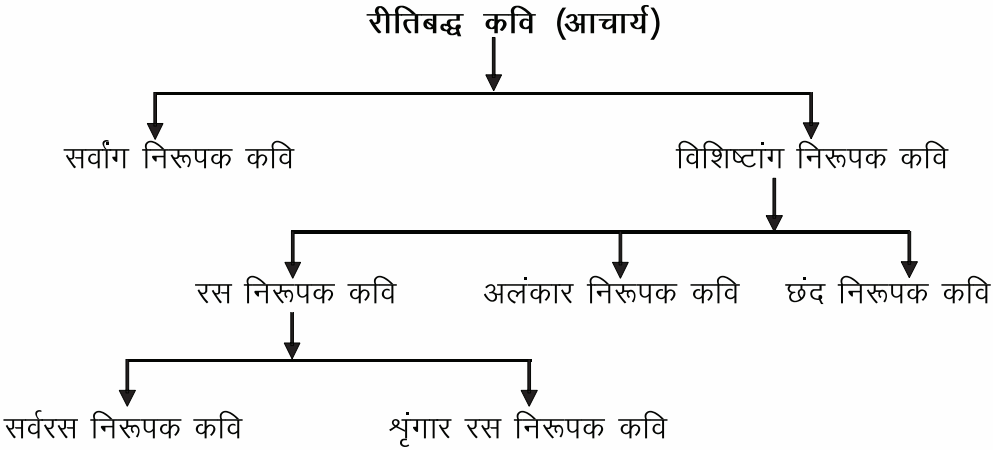 रीतिबद्ध कवि (आचार्य)
सर्वांग निरूपक कवि
विशिष्टांग निरूपक कवि
रस निरूपक कवि
अलंकार निरूपक कवि
छंद निरूपक कवि
सर्वरस निरूपक कवि
शृंगार रस निरूपक कवि